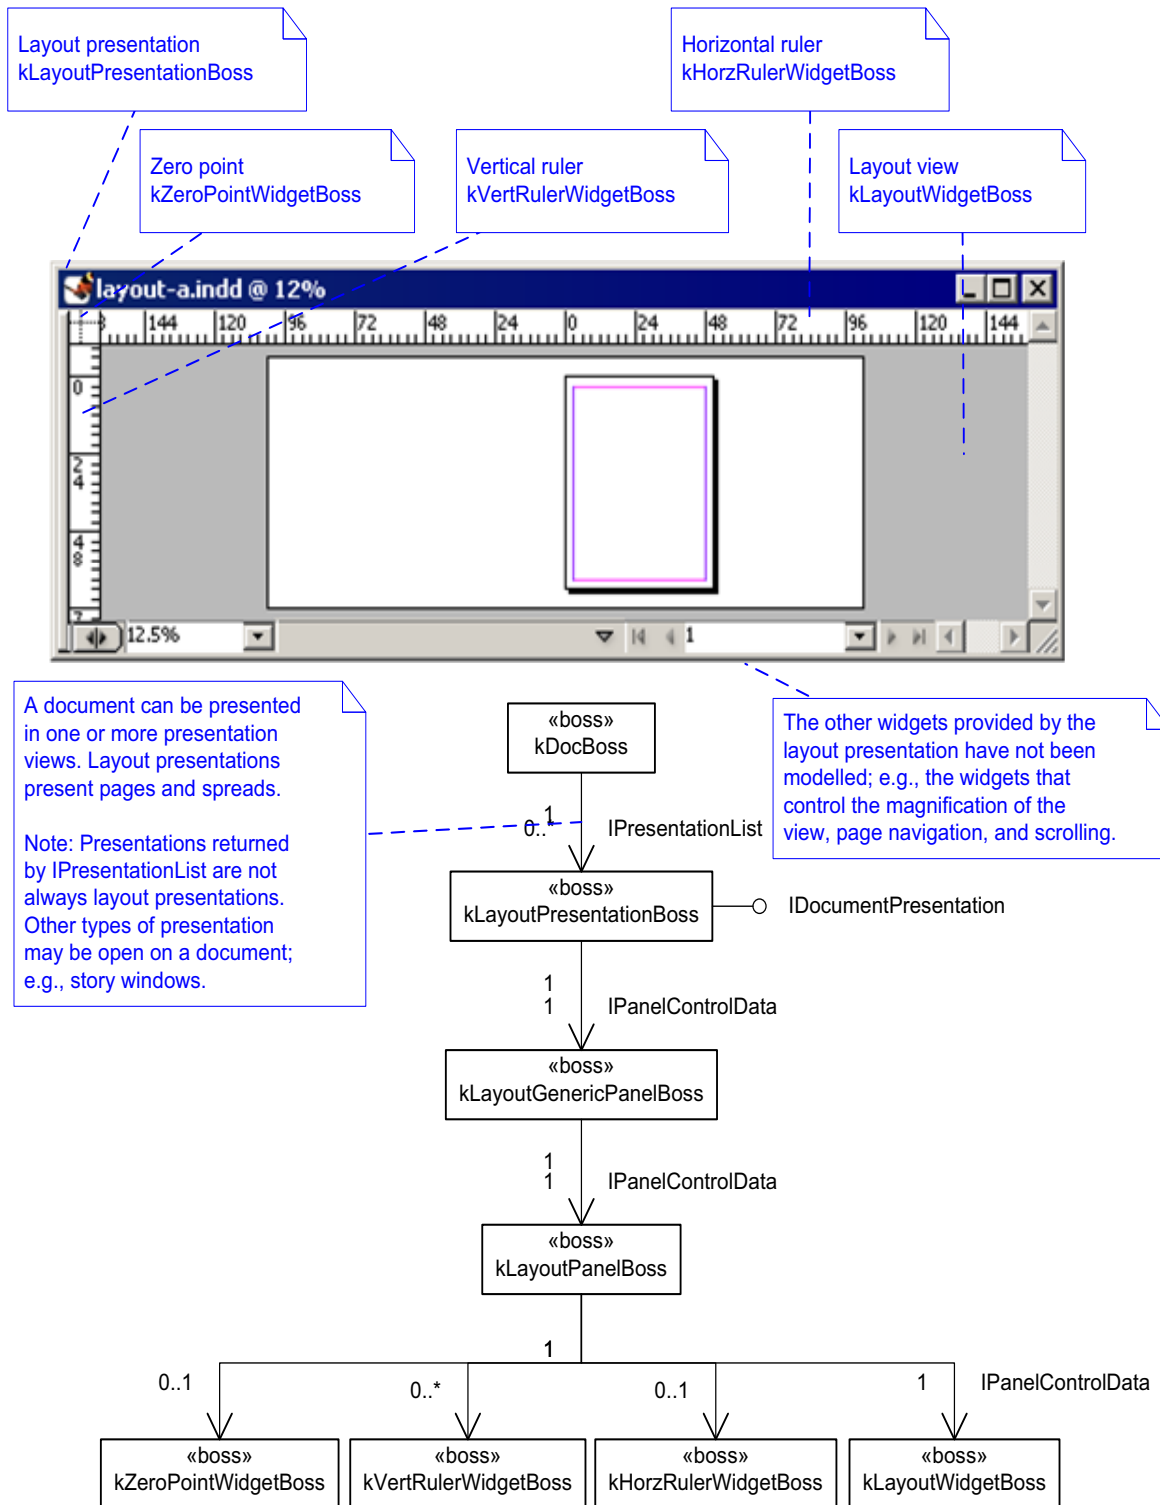 Layout presentation
kLayoutPresentationBoss
Horizontal ruler
kHorzRulerWidgetBoss
Zero point
kZeroPointWidgetBoss
Vertical ruler
kVertRulerWidgetBoss
Layout view
kLayoutWidgetBoss
layout-a.indd @ 12%
144 120 96 72 48 24 0 24 48 72 96 120 144
0
24
48
12.5%
1
A document can be presented
in one or more presentation
views. Layout presentations
present pages and spreads.
Note: Presentations returned
by IPresentationList are not
always layout presentations.
Other types of presentation
may be open on a document;
e.g., story windows.
«boss»
kDocBoss
The other widgets provided by the
layout presentation have not been
modelled; e.g., the widgets that
control the magnification of the
view, page navigation, and scrolling.
1
0..* IPresentationList
«boss»
kLayoutPresentationBoss
IDocumentPresentation
1
1 IPanelControlData
«boss»
kLayoutGenericPanelBoss
1
1 IPanelControlData
«boss»
kLayoutPanelBoss
1
0..1 0..* 0..1 1 IPanelControlData
«boss»
kZeroPointWidgetBoss
«boss»
kVertRulerWidgetBoss
«boss»
kHorzRulerWidgetBoss
«boss»
kLayoutWidgetBoss